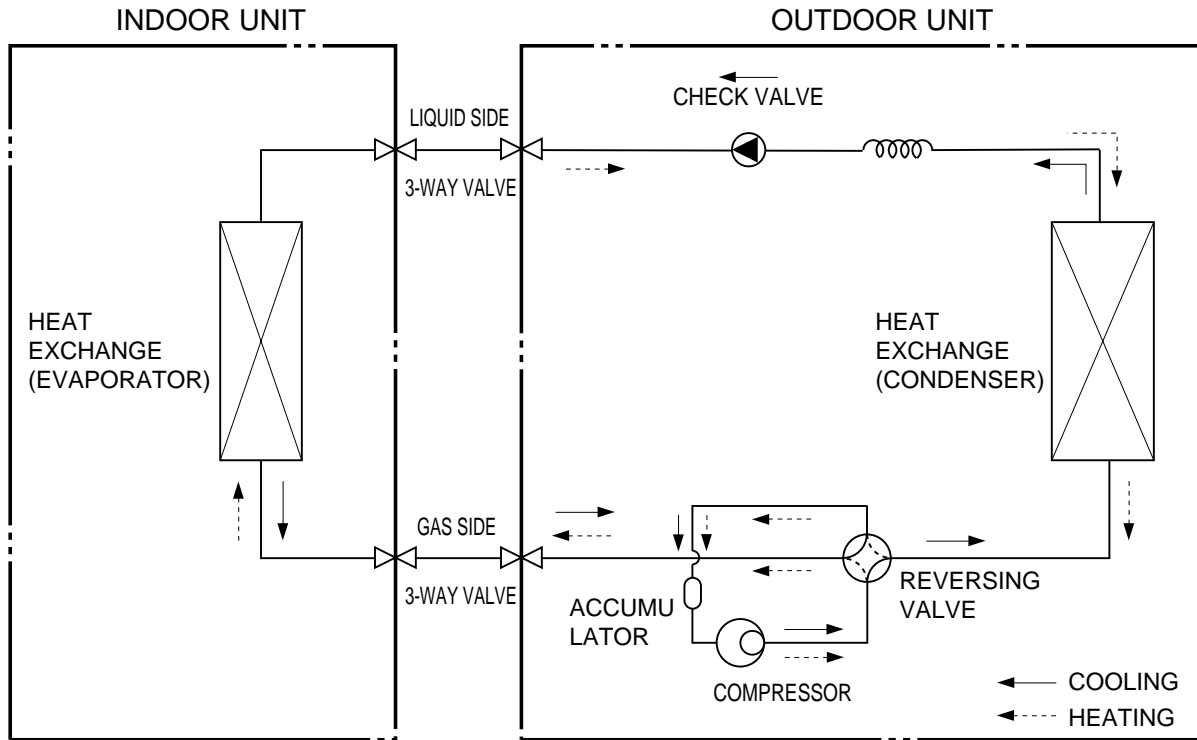 INDOOR UNIT
OUTDOOR UNIT
CHECK VALVE
LIQUID SIDE
3-WAY VALVE
HEAT
EXCHANGE
(EVAPORATOR)
HEAT
EXCHANGE
(CONDENSER)
GAS SIDE
3-WAY VALVE
ACCUMU
LATOR
REVERSING
VALVE
COMPRESSOR
COOLING
HEATING